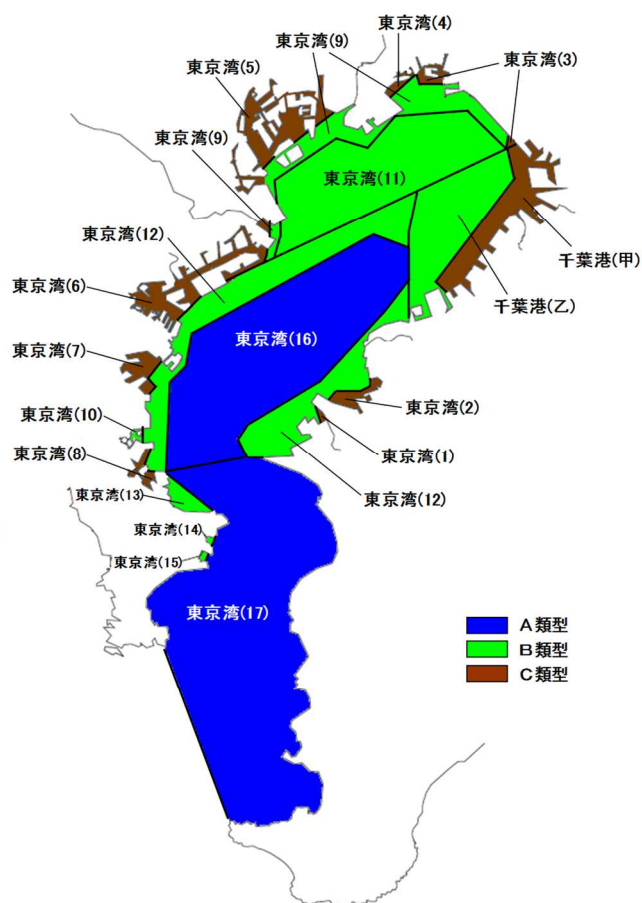 東京湾(4)
東京湾(9)
東京湾(3)
東京湾(5)
東京湾(9)
東京湾(11)
東京湾(12)
千葉港(甲)
東京湾(6)
千葉港(乙)
東京湾(16)
東京湾(7)
東京湾(2)
東京湾(10)
東京湾(1)
東京湾(8)
東京湾(13)
東京湾(12)
東京湾(14)
東京湾(15)
東京湾(17)
A類型
B類型
C類型